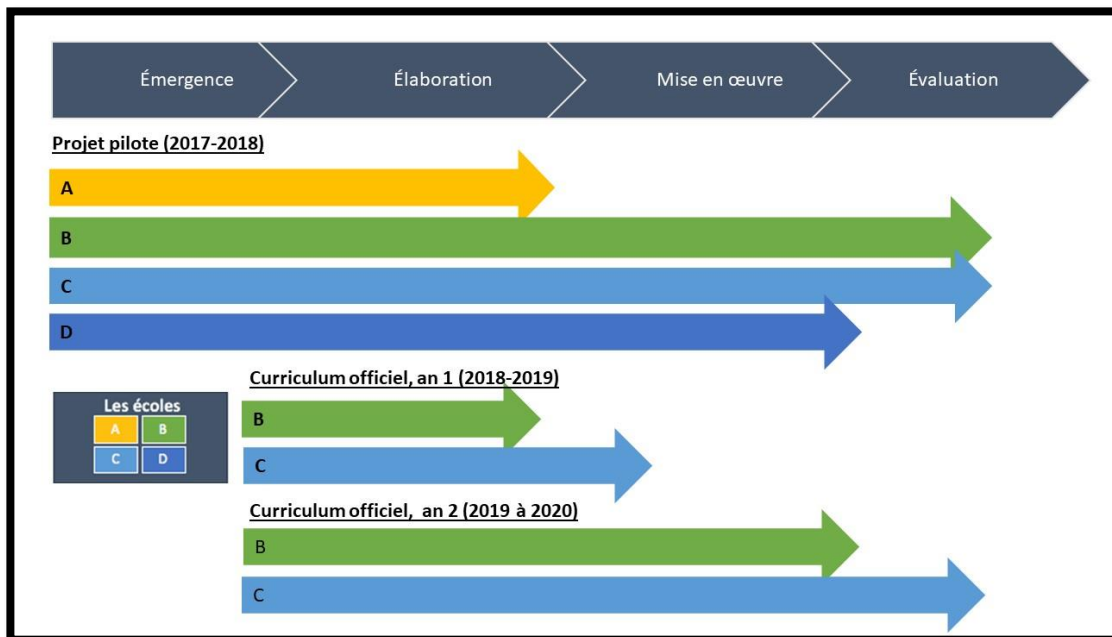 Émergence
Élaboration
Mise en œuvre
Évaluation
Projet pilote (2017-2018)
A
B
C
D
Curriculum officiel, an 1 (2018-2019)
B
C
Les écoles
A B
C D
Curriculum officiel, an 2 (2019 à 2020)
B
C